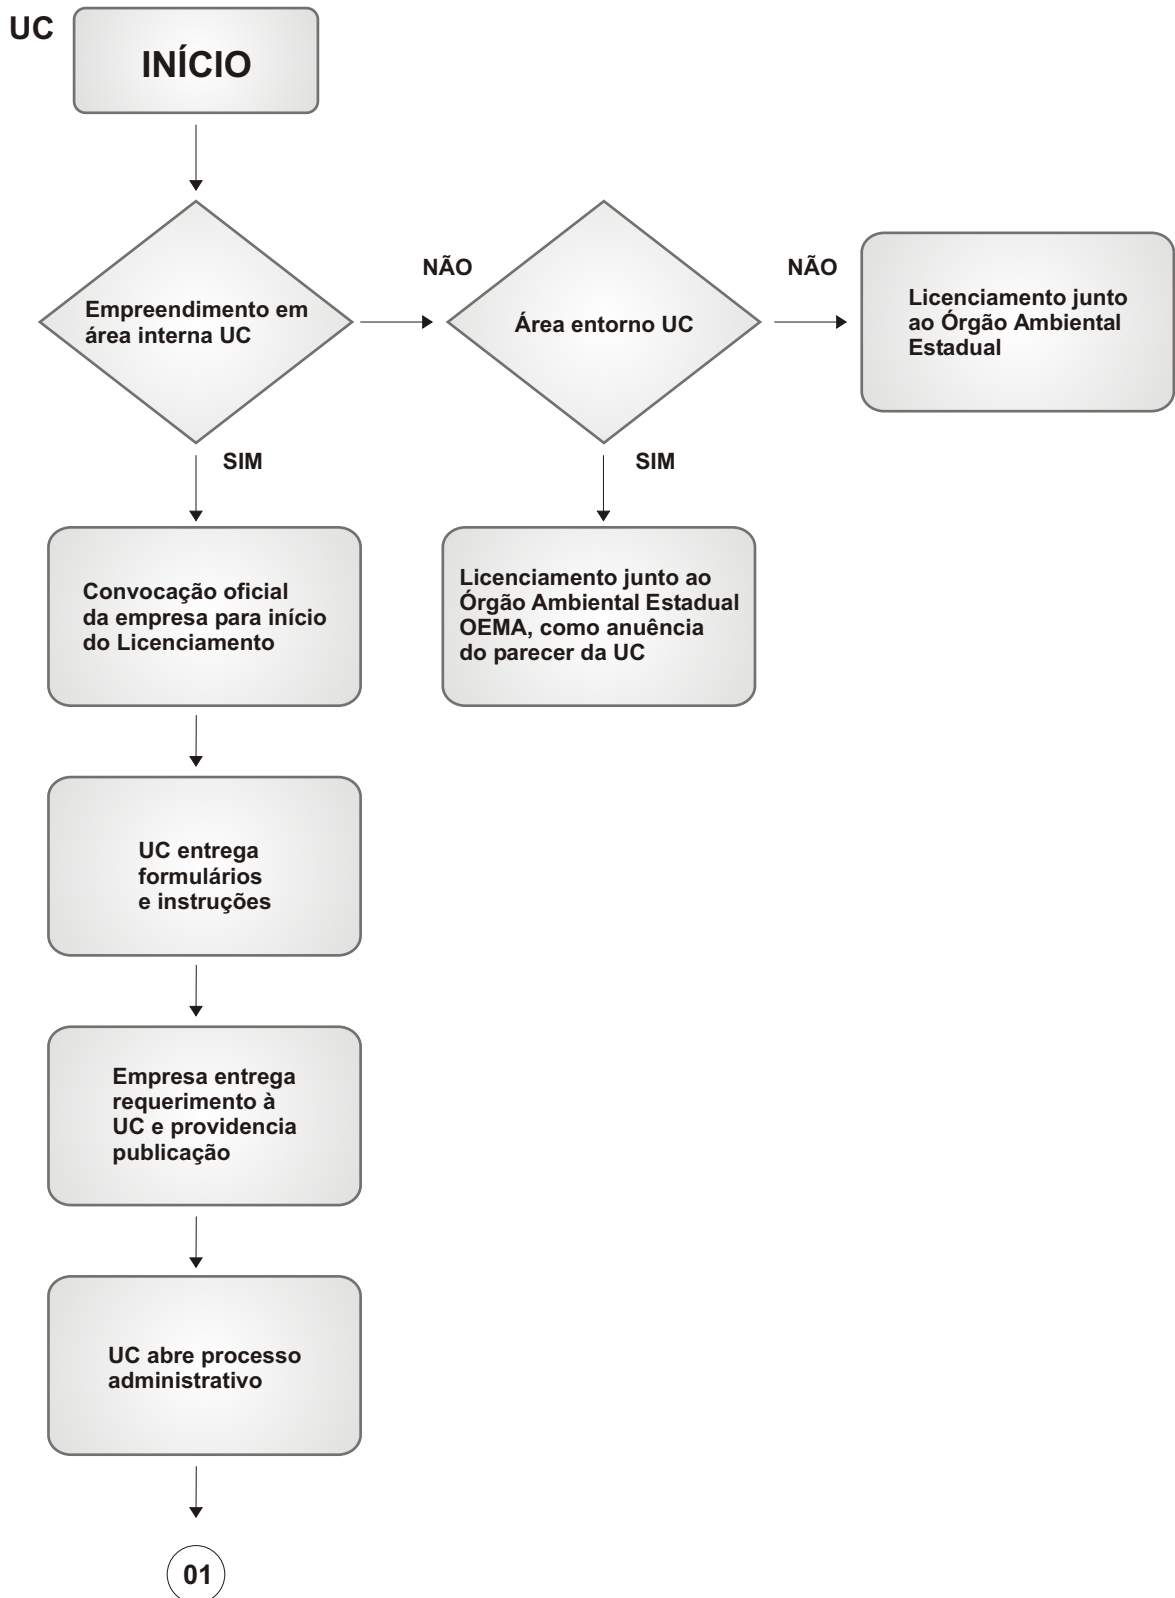 UC
INÍCIO
Empreendimento em
área interna UC
NÃO
Área entorno UC
NÃO
Licenciamento junto
ao Órgão Ambiental
Estadual
SIM
SIM
Convocação oficial
da empresa para início
do Licenciamento
Licenciamento junto ao
Órgão Ambiental Estadual
OEMA, como anuência
do parecer da UC
UC entrega
formulários
e instruções
Empresa entrega
requerimento à
UC e providencia
publicação
UC abre processo
administrativo
01